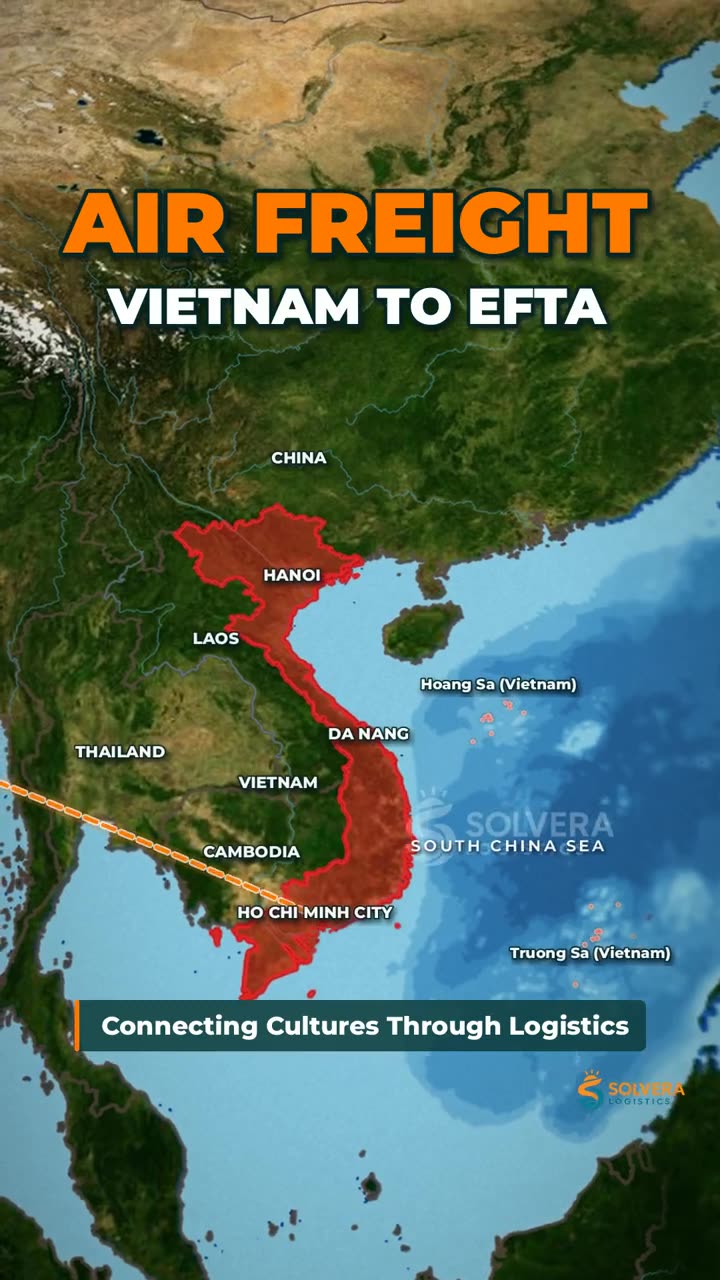 AIR FREIGHT
VIETNAM TO EFTA
CHINA
HANOI
LAOS
Hoang Sa (Vietnam)
DA NANG
THAILAND
VIETNAM
SOLVERA
LOGISTICS
SOUTH CHINA SEA
CAMBODIA
HO CHI MINH CITY
Truong Sa (Vietnam)
Connecting Cultures Through Logistics
SOLVERA
LOGISTICS